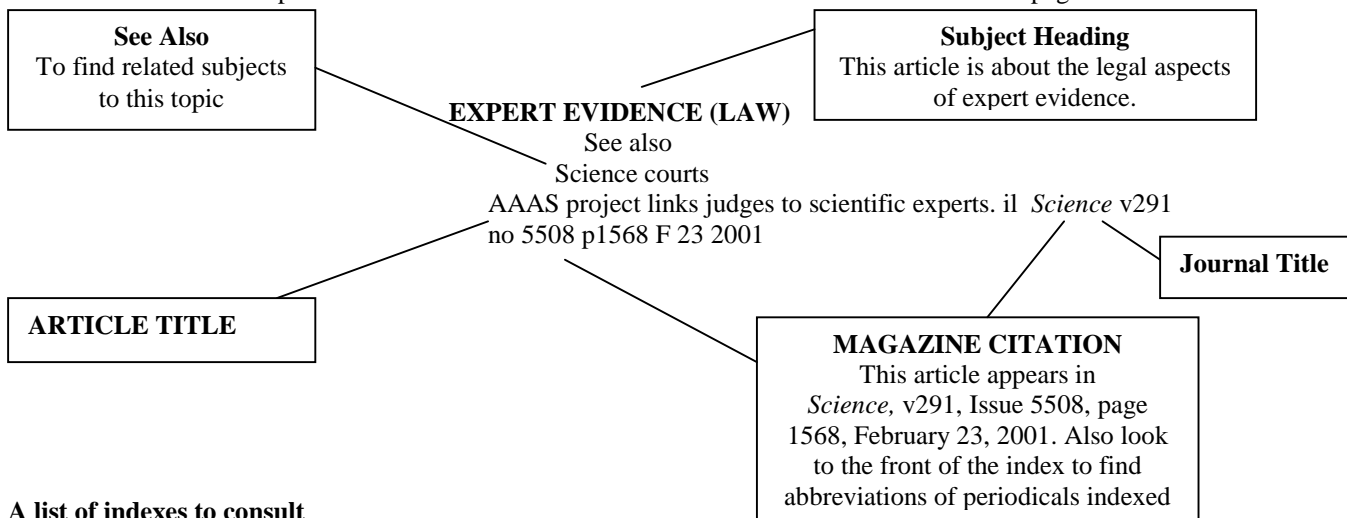 See Also
To find related subjects
to this topic
Subject Heading
This article is about the legal aspects
of expert evidence.
EXPERT EVIDENCE (LAW)
See also
Science courts
AAAS project links judges to scientific experts. il Science v291
no 5508 p1568 F 23 2001
Journal Title
ARTICLE TITLE
MAGAZINE CITATION
This article appears in
Science, v291, Issue 5508, page
1568, February 23, 2001. Also look
to the front of the index to find
abbreviations of periodicals indexed
A list of indexes to consult